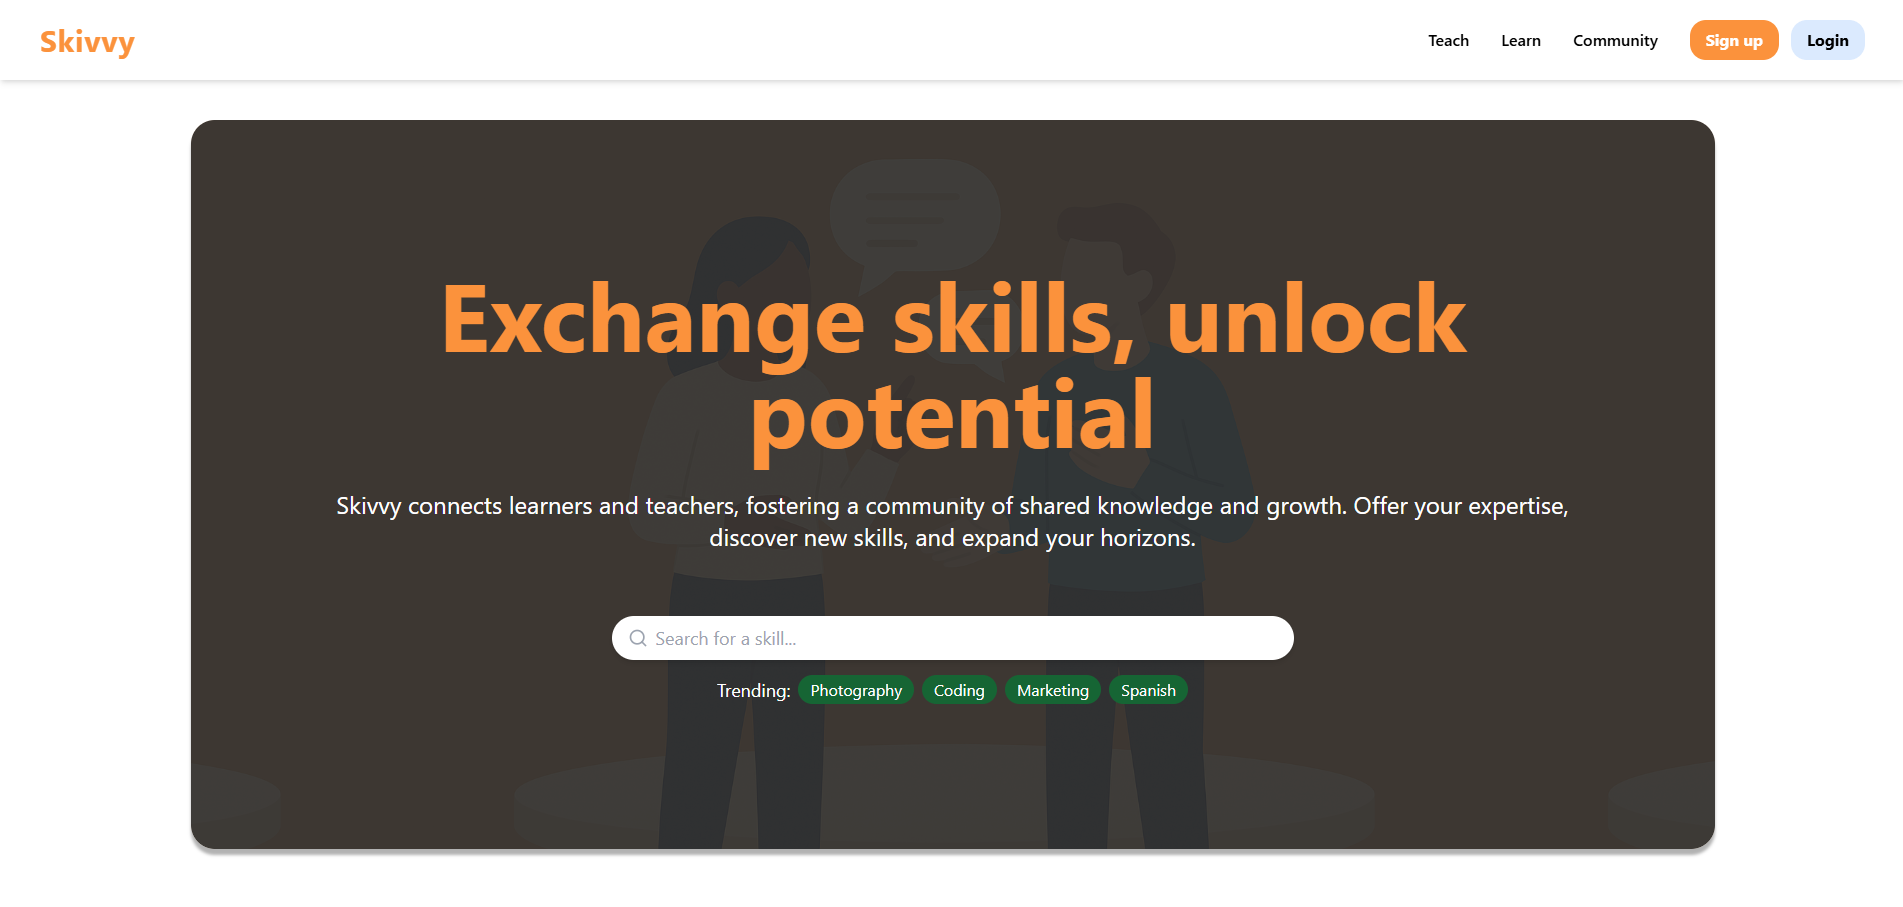 Skivvy
Teach
Learn
Community
Sign up
Login
Exchange skills, unlock
potential
Skivvy connects learners and teachers, fostering a community of shared knowledge and growth. Offer your expertise,
discover new skills, and expand your horizons.
Search for a skill...
Trending: Photography Coding Marketing Spanish